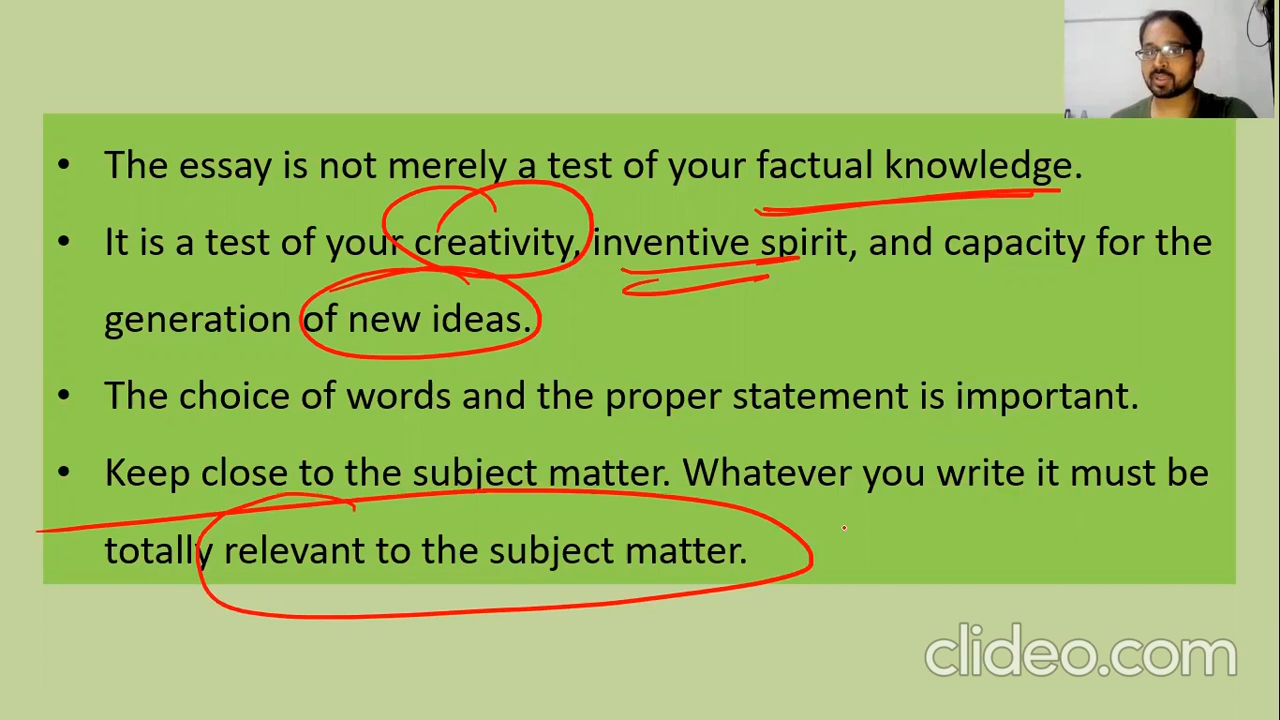 • The essay is not merely a test of your factual knowledge.
• It is a test of your creativity, inventive spirit, and capacity for the
generation of new ideas.
• The choice of words and the proper statement is important.
• Keep close to the subject matter. Whatever you write it must be
totally relevant to the subject matter.
clideo.com